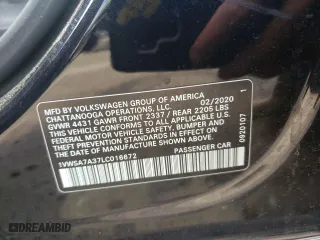 MFD. BY VOLKSWAGEN GROUP OF AMERICA
CHATTANOOGA OPERATIONS, LLC. 02/2020
GVWR 4431 GAWR FRONT 2337 / REAR 2205 LBS
THIS VEHICLE CONFORMS TO ALL APPLICABLE
FEDERAL MOTOR VEHICLE SAFETY, BUMPER,
AND THEFT PREVENTION STANDARDS IN EFFECT
ON THE DATE OF MANUFACTURE SHOWN ABOVE.
1VWSA7A37LC016672 PASSENGER CAR
0920107
1